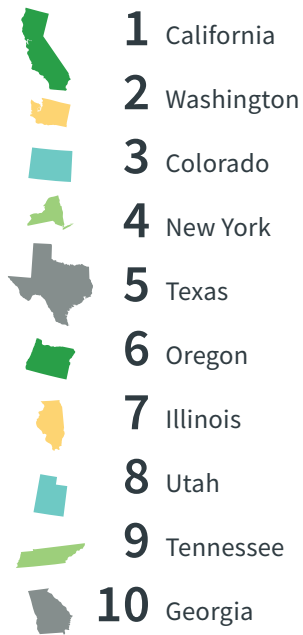 1 California
2 Washington
3 Colorado
4 New York
5 Texas
6 Oregon
7 Illinois
8 Utah
9 Tennessee
10 Georgia